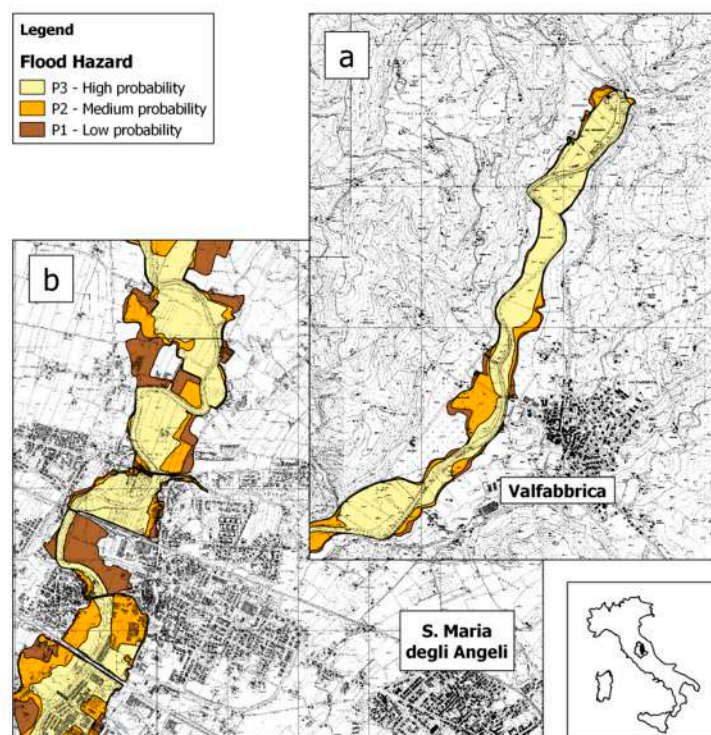 Legend
Flood Hazard
P3 - High probability
P2 - Medium probability
P1 - Low probability
a
b
Valfabbrica
S. Maria
degli Angeli